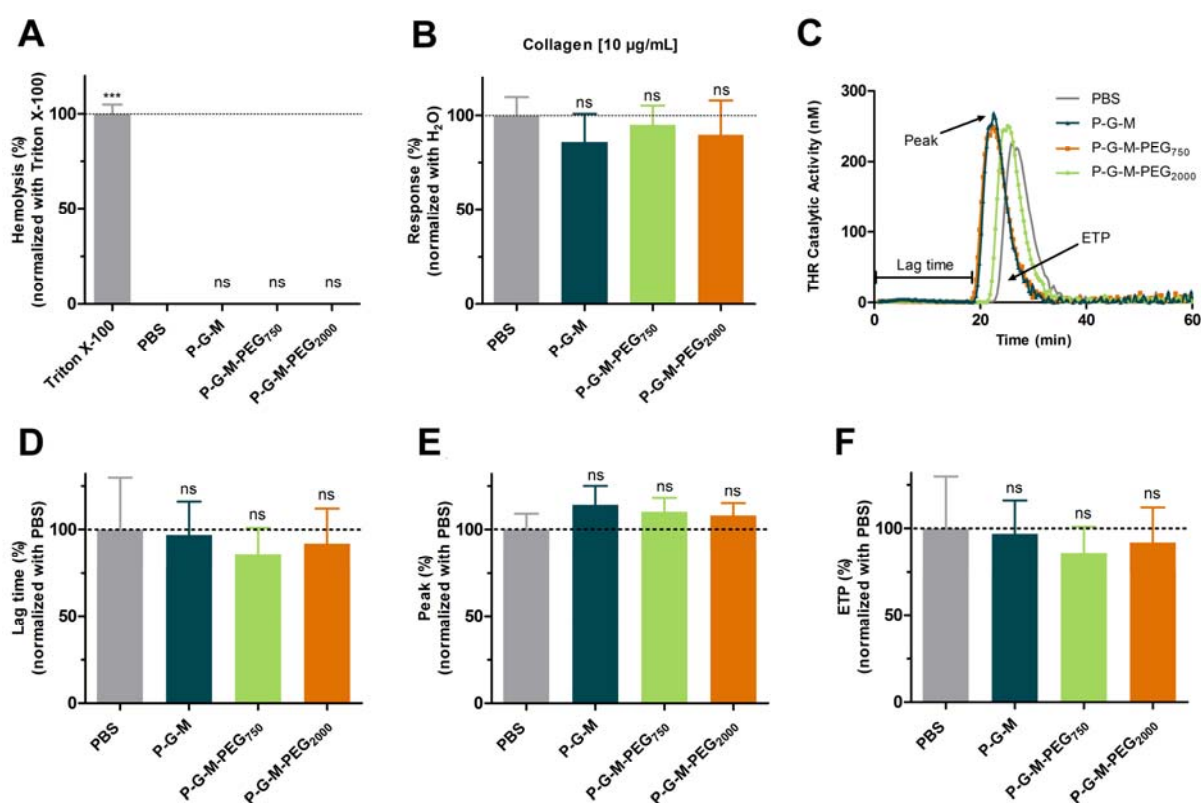 A
Hemolysis (%)
(normalized with Triton X-100)
100
50
0
***
ns
ns
ns
Triton X-100
PBS
P-G-M
P-G-M-PEG₇₅₀
P-G-M-PEG₂₀₀₀
B
Collagen [10 µg/mL]
Response (%)
(normalized with H₂O)
100
50
0
ns
ns
ns
PBS
P-G-M
P-G-M-PEG₇₅₀
P-G-M-PEG₂₀₀₀
C
THR Catalytic Activity (nM)
300
200
100
0
0
20
40
60
Time (min)
Peak
Lag time
ETP
PBS
P-G-M
P-G-M-PEG₇₅₀
P-G-M-PEG₂₀₀₀
D
Lag time (%)
(normalized with PBS)
100
50
0
ns
ns
ns
PBS
P-G-M
P-G-M-PEG₇₅₀
P-G-M-PEG₂₀₀₀
E
Peak (%)
(normalized with PBS)
100
50
0
ns
ns
ns
PBS
P-G-M
P-G-M-PEG₇₅₀
P-G-M-PEG₂₀₀₀
F
ETP (%)
(normalized with PBS)
100
50
0
ns
ns
ns
PBS
P-G-M
P-G-M-PEG₇₅₀
P-G-M-PEG₂₀₀₀